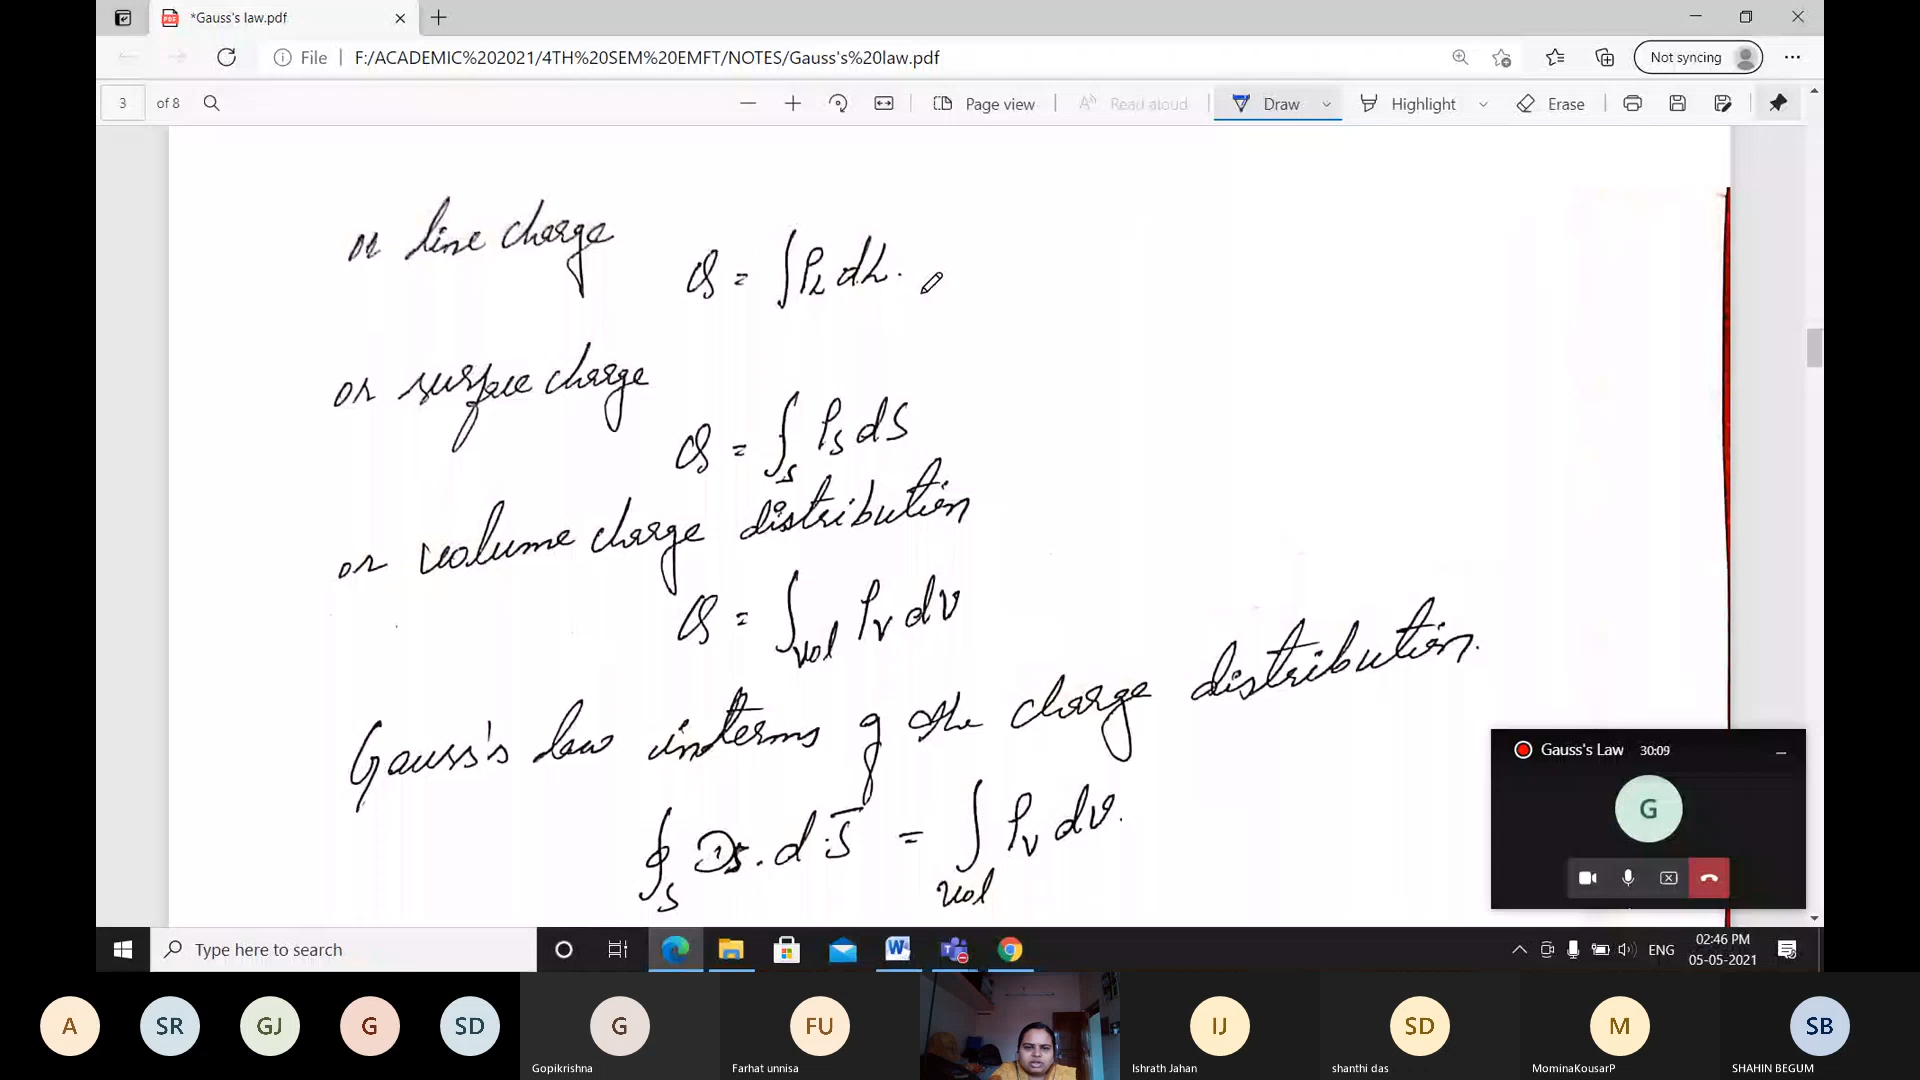 *Gauss's law.pdf
File F:/ACADEMIC%202021/4TH%20SEM%20EMFT/NOTES/Gauss's%20law.pdf
Not syncing
3 of 8
Page view
Read aloud
Draw
Highlight
Erase
or line charge
Q = ∫ρL dL.
or surface charge
Q = ∫S ρS dS
or volume charge distribution
Q = ∫vol ρv dv
Gauss's law interms of the charge distribution.
∮S Ds . d S̄ = ∫vol ρv dv.
Gauss's Law 30:09
G
Type here to search
ENG
02:46 PM
05-05-2021
A SR GJ G SD G FU IJ SD M SB
Gopikrishna Farhat unnisa Ishrath Jahan shanthi das MominaKousarP SHAHIN BEGUM